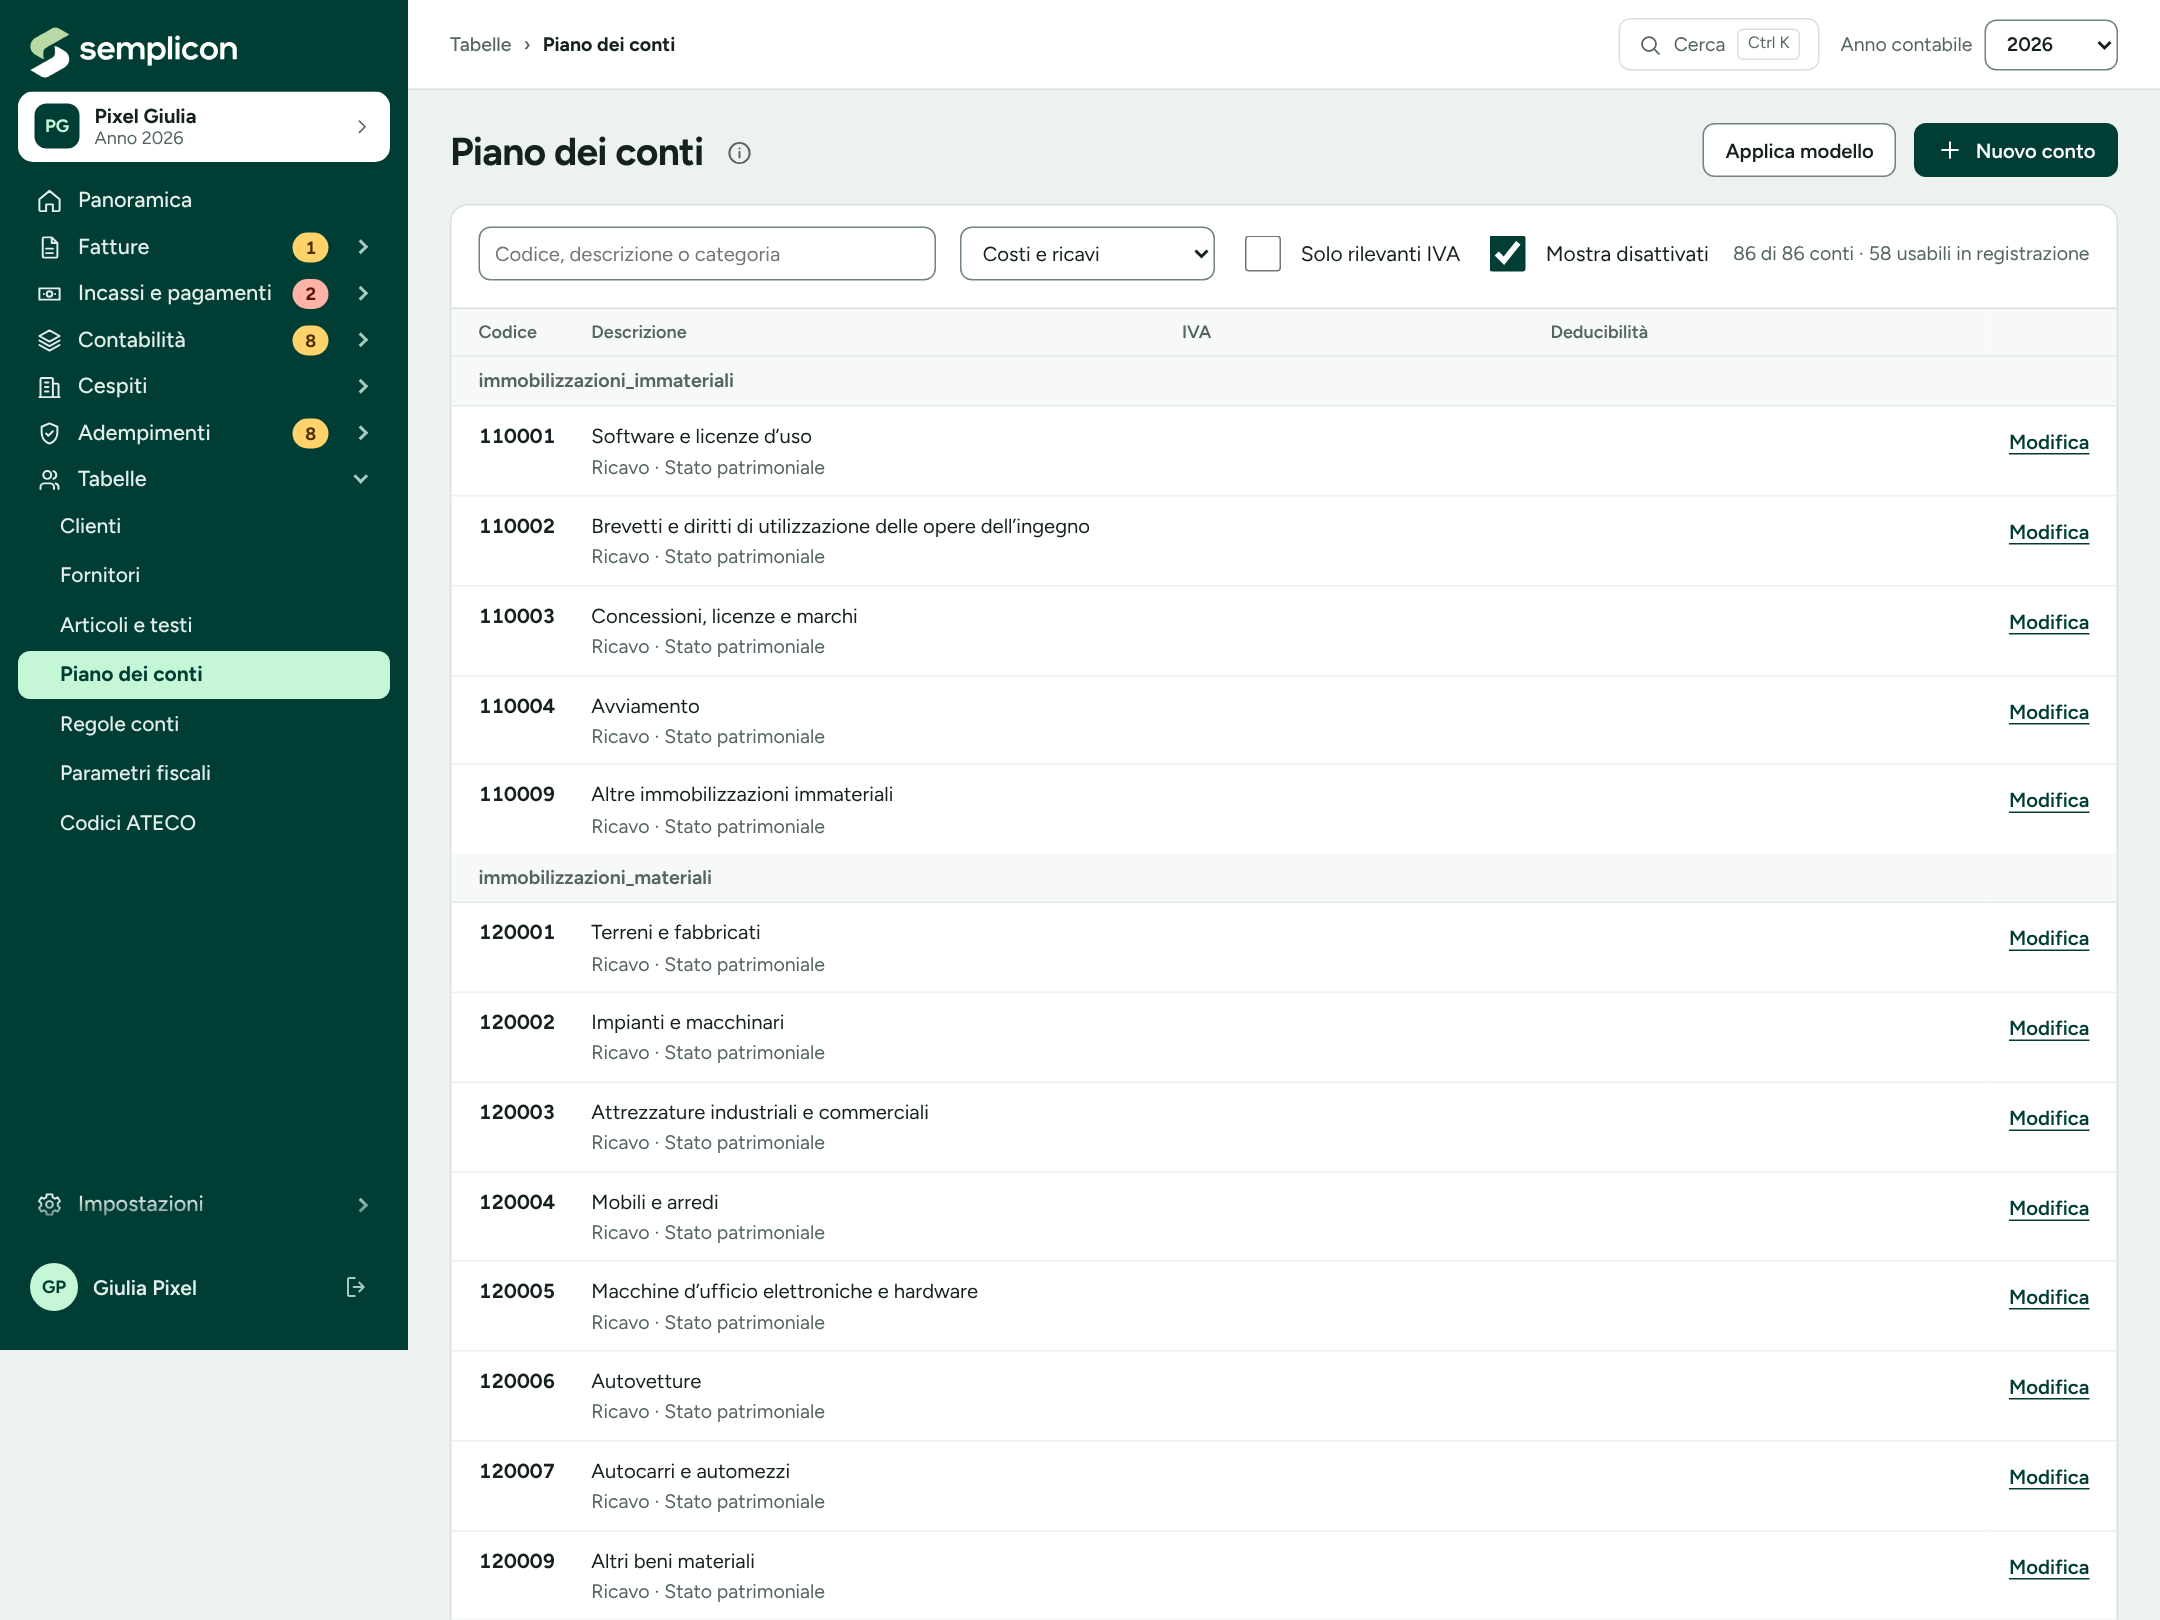 semplicon
PG
Pixel Giulia
Anno 2026
Panoramica
Fatture 1
Incassi e pagamenti 2
Contabilità 8
Cespiti
Adempimenti 8
Tabelle
Clienti
Fornitori
Articoli e testi
Piano dei conti
Regole conti
Parametri fiscali
Codici ATECO
Impostazioni
GP Giulia Pixel
Tabelle › Piano dei conti
Cerca Ctrl K Anno contabile 2026
Piano dei conti
Applica modello
Nuovo conto
Codice, descrizione o categoria
Costi e ricavi
Solo rilevanti IVA
Mostra disattivati
86 di 86 conti · 58 usabili in registrazione
Codice Descrizione IVA Deducibilità
immobilizzazioni_immateriali
110001 Software e licenze d’uso Modifica
Ricavo · Stato patrimoniale
110002 Brevetti e diritti di utilizzazione delle opere dell’ingegno Modifica
Ricavo · Stato patrimoniale
110003 Concessioni, licenze e marchi Modifica
Ricavo · Stato patrimoniale
110004 Avviamento Modifica
Ricavo · Stato patrimoniale
110009 Altre immobilizzazioni immateriali Modifica
Ricavo · Stato patrimoniale
immobilizzazioni_materiali
120001 Terreni e fabbricati Modifica
Ricavo · Stato patrimoniale
120002 Impianti e macchinari Modifica
Ricavo · Stato patrimoniale
120003 Attrezzature industriali e commerciali Modifica
Ricavo · Stato patrimoniale
120004 Mobili e arredi Modifica
Ricavo · Stato patrimoniale
120005 Macchine d’ufficio elettroniche e hardware Modifica
Ricavo · Stato patrimoniale
120006 Autovetture Modifica
Ricavo · Stato patrimoniale
120007 Autocarri e automezzi Modifica
Ricavo · Stato patrimoniale
120009 Altri beni materiali Modifica
Ricavo · Stato patrimoniale